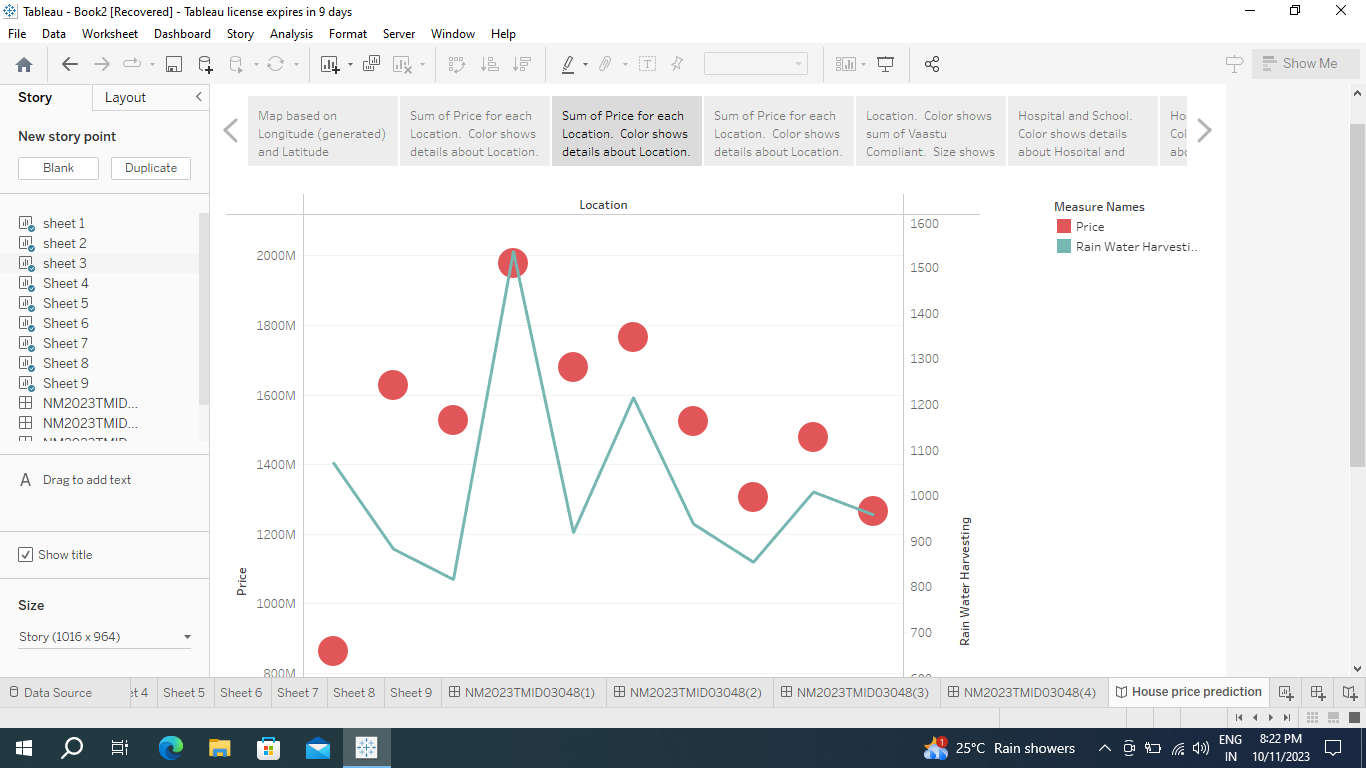 Tableau - Book2 [Recovered] - Tableau license expires in 9 days
File Data Worksheet Dashboard Story Analysis Format Server Window Help
Show Me
Story Layout
New story point
Blank Duplicate
sheet 1
sheet 2
sheet 3
Sheet 4
Sheet 5
Sheet 6
Sheet 7
Sheet 8
Sheet 9
NM2023TMID...
NM2023TMID...
A Drag to add text
Show title
Size
Story (1016 x 964)
Map based on
Longitude (generated)
and Latitude
Sum of Price for each
Location. Color shows
details about Location.
Sum of Price for each
Location. Color shows
details about Location.
Sum of Price for each
Location. Color shows
details about Location.
Location. Color shows
sum of Vaastu
Compliant. Size shows
Hospital and School.
Color shows details
about Hospital and
Location
2000M
1800M
1600M
1400M
1200M
1000M
800M
Price
1600
1500
1400
1300
1200
1100
1000
900
800
700
Rain Water Harvesting
Measure Names
Price
Rain Water Harvesti..
Data Source Sheet 5 Sheet 6 Sheet 7 Sheet 8 Sheet 9 NM2023TMID03048(1) NM2023TMID03048(2) NM2023TMID03048(3) NM2023TMID03048(4) House price prediction
1
25°C Rain showers
ENG
IN
8:22 PM
10/11/2023